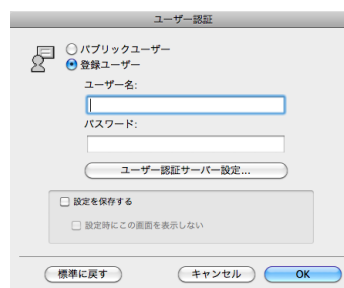 ユーザー認証
パブリックユーザー
登録ユーザー
ユーザー名:
パスワード:
ユーザー認証サーバー設定...
設定を保存する
設定時にこの画面を表示しない
標準に戻す
キャンセル
OK